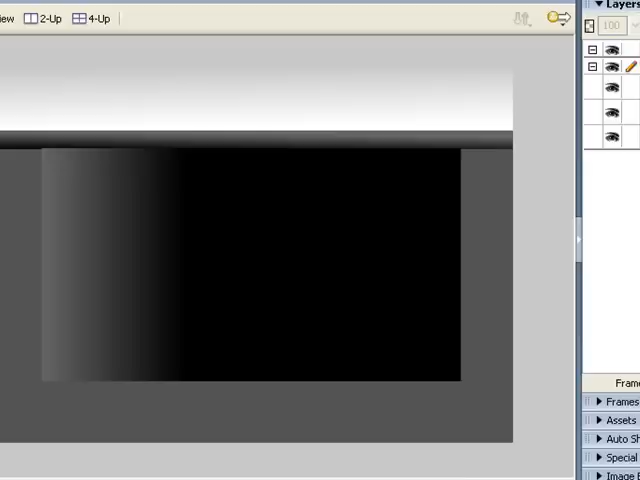 iew 2-Up 4-Up
Layers
100
Frame
Frames
Assets
Auto Sh
Special
Image E